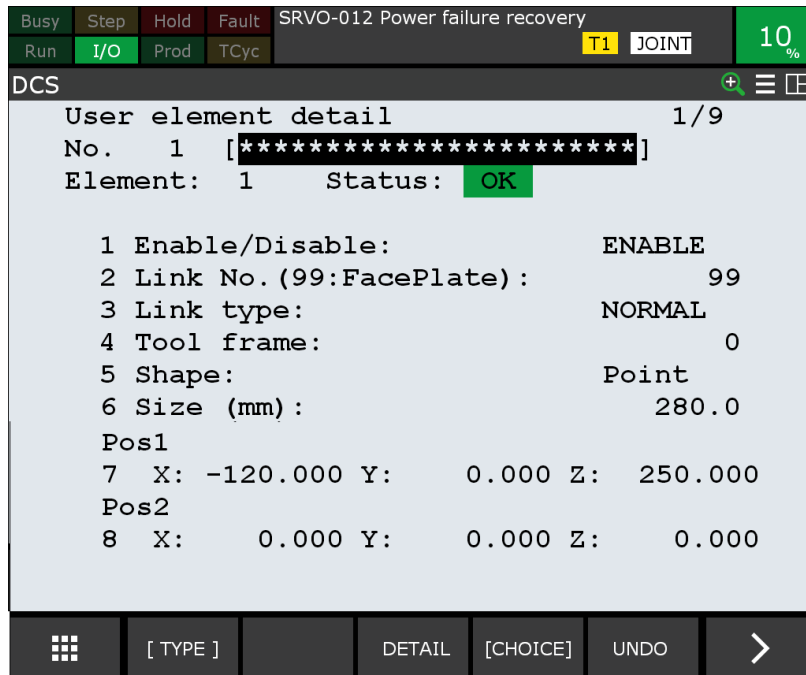 Busy Step Hold Fault SRVO-012 Power failure recovery
Run I/O Prod TCyc T1 JOINT 10%
DCS
User element detail 1/9
No. 1 [***********************]
Element: 1 Status: OK
1 Enable/Disable: ENABLE
2 Link No.(99:FacePlate): 99
3 Link type: NORMAL
4 Tool frame: 0
5 Shape: Point
6 Size (mm): 280.0
Pos1
7 X: -120.000 Y: 0.000 Z: 250.000
Pos2
8 X: 0.000 Y: 0.000 Z: 0.000
[ TYPE ] DETAIL [CHOICE] UNDO